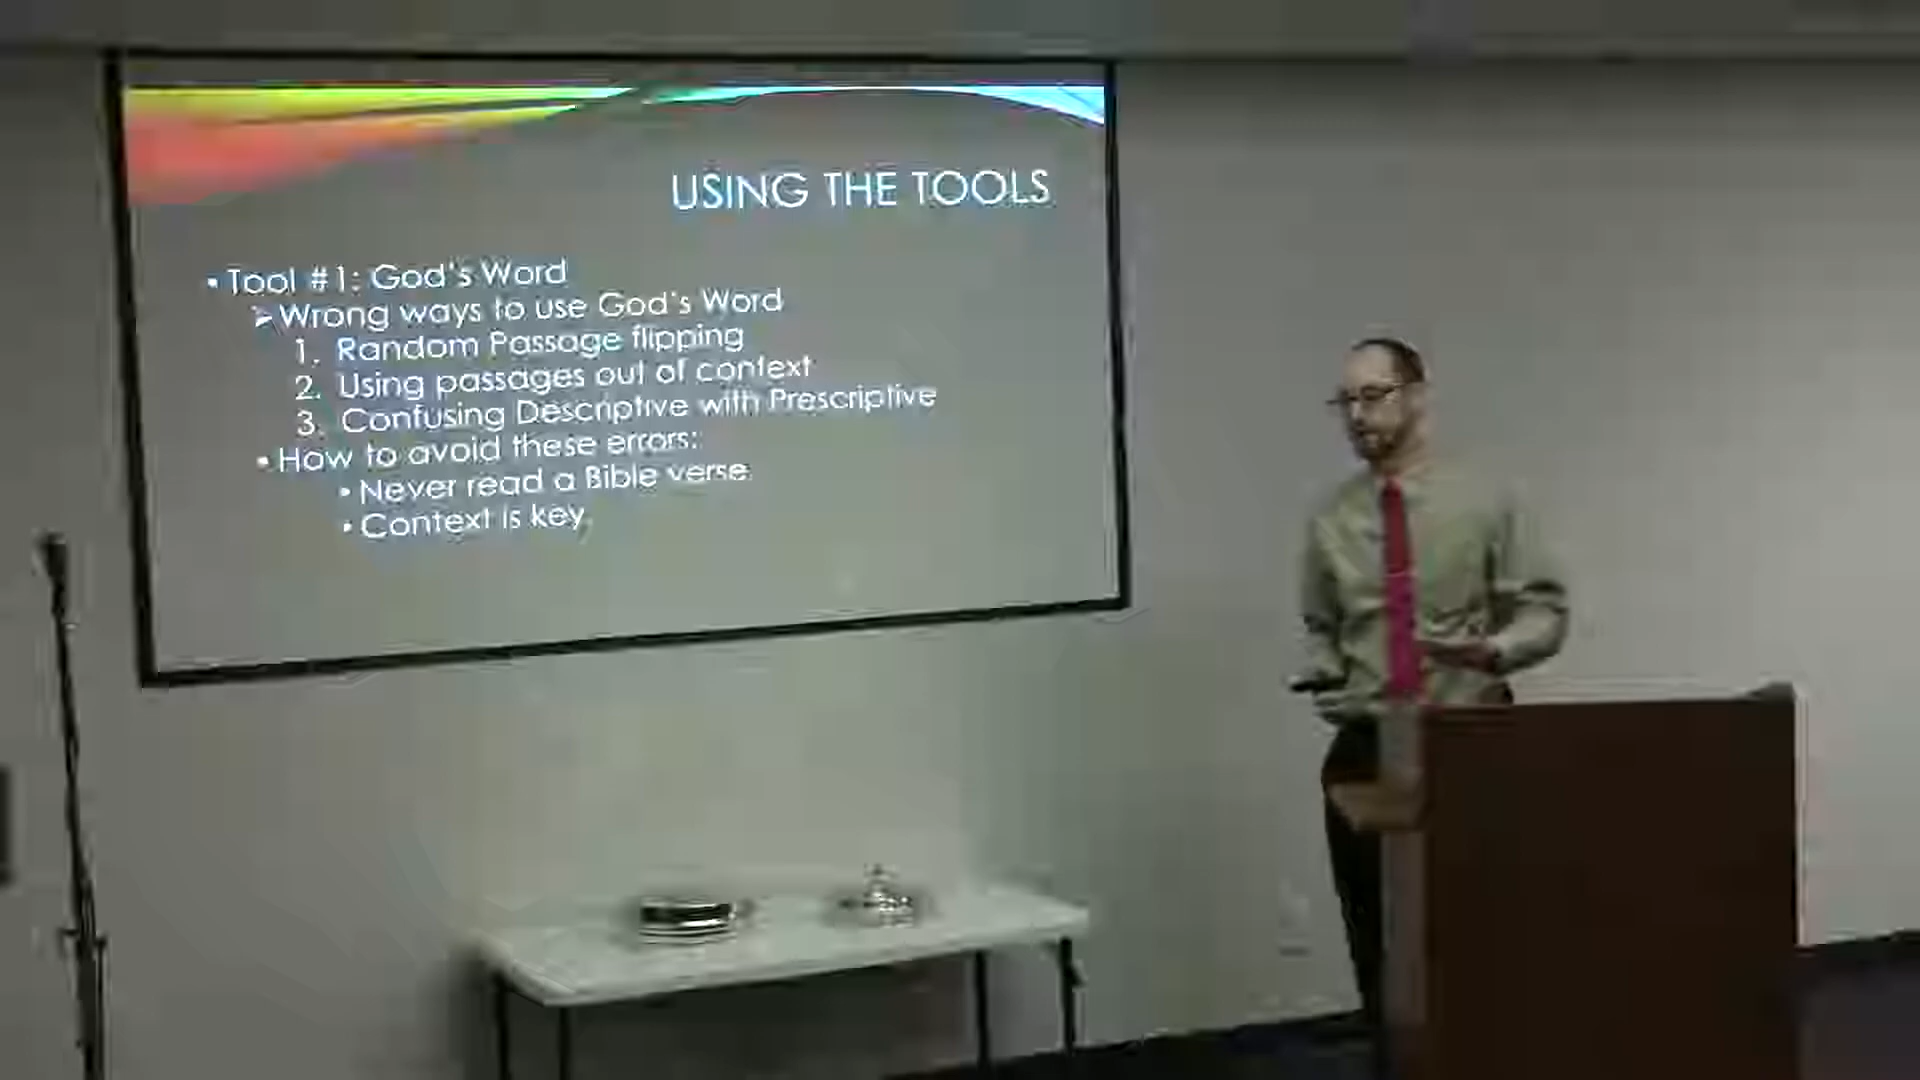 USING THE TOOLS
• Tool #1: God's Word
➢ Wrong ways to use God's Word
1. Random Passage flipping
2. Using passages out of context
3. Confusing Descriptive with Prescriptive
• How to avoid these errors:
• Never read a Bible verse
• Context is key